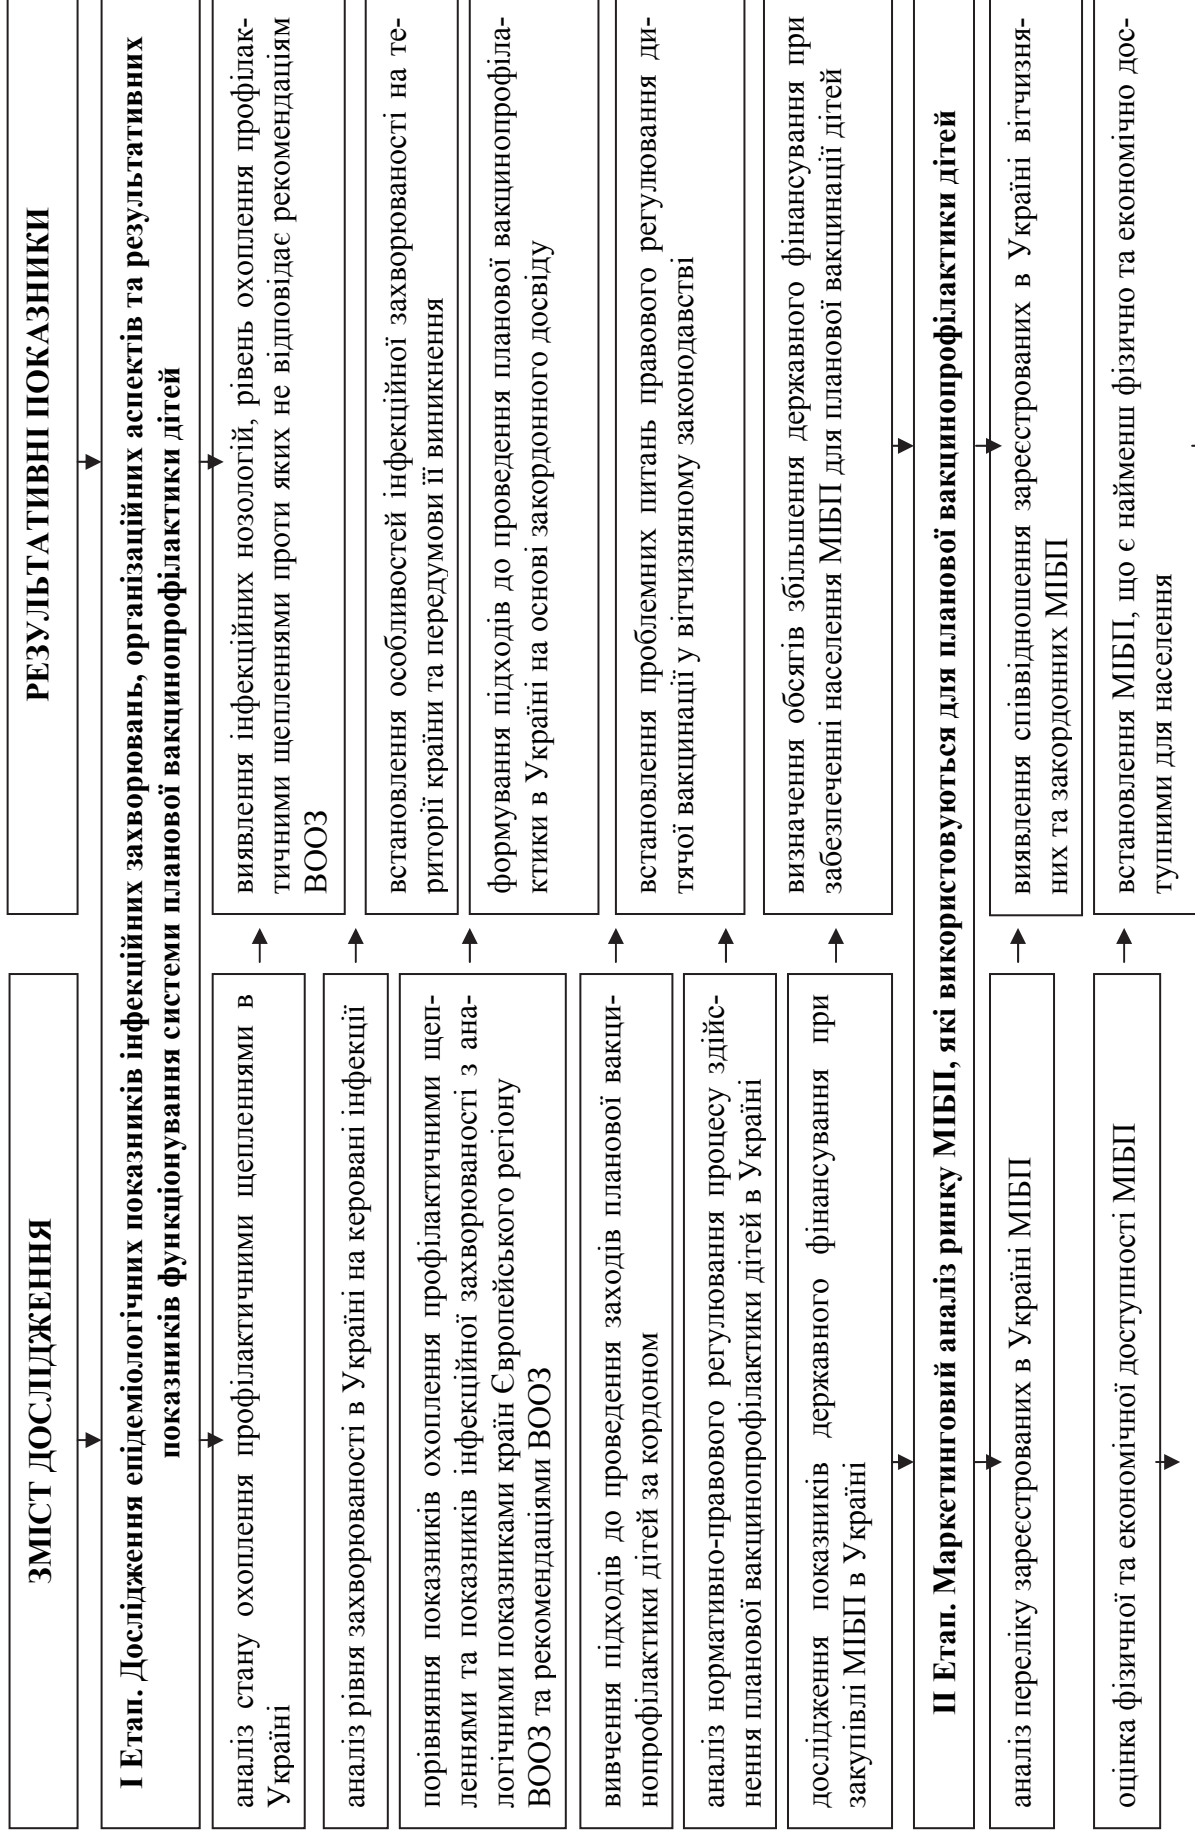 ЗМІСТ ДОСЛІДЖЕННЯ
РЕЗУЛЬТАТИВНІ ПОКАЗНИКИ
І Етап. Дослідження епідеміологічних показників інфекційних захворювань, організаційних аспектів та результативних
показників функціонування системи планової вакцинопрофілактики дітей
аналіз стану охоплення профілактичними щепленнями в
Україні
виявлення інфекційних нозологій, рівень охоплення профілак-
тичними щепленнями проти яких не відповідає рекомендаціям
ВООЗ
аналіз рівня захворюваності в Україні на керовані інфекції
встановлення особливостей інфекційної захворюваності на те-
риторії країни та передумови її виникнення
порівняння показників охоплення профілактичними щеп-
леннями та показників інфекційної захворюваності з ана-
логічними показниками країн Європейського регіону
ВООЗ та рекомендаціями ВООЗ
формування підходів до проведення планової вакцинопрофіла-
ктики в Україні на основі закордонного досвіду
вивчення підходів до проведення заходів планової вакци-
нопрофілактики дітей за кордоном
встановлення проблемних питань правового регулювання ди-
тячої вакцинації у вітчизняному законодавстві
аналіз нормативно-правового регулювання процесу здійс-
нення планової вакцинопрофілактики дітей в Україні
дослідження показників державного фінансування при
закупівлі МІБП в Україні
визначення обсягів збільшення державного фінансування при
забезпеченні населення МІБП для планової вакцинації дітей
ІІ Етап. Маркетинговий аналіз ринку МІБП, які використовуються для планової вакцинопрофілактики дітей
аналіз переліку зареєстрованих в Україні МІБП
виявлення співвідношення зареєстрованих в Україні вітчизня-
них та закордонних МІБП
оцінка фізичної та економічної доступності МІБП
встановлення МІБП, що є найменш фізично та економічно дос-
тупними для населення